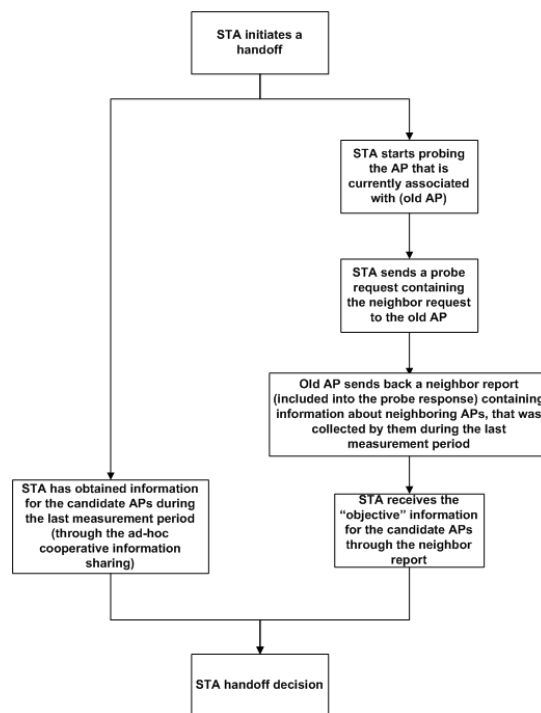 STA initiates a
handoff
STA starts probing
the AP that is
currently associated
with (old AP)
STA sends a probe
request containing
the neighbor request
to the old AP
Old AP sends back a neighbor report
(included into the probe response) containing
information about neighboring APs, that was
collected by them during the last
measurement period
STA has obtained information
for the candidate APs during
the last measurement period
(through the ad-hoc
cooperative information
sharing)
STA receives the
“objective” information
for the candidate APs
through the neighbor
report
STA handoff decision